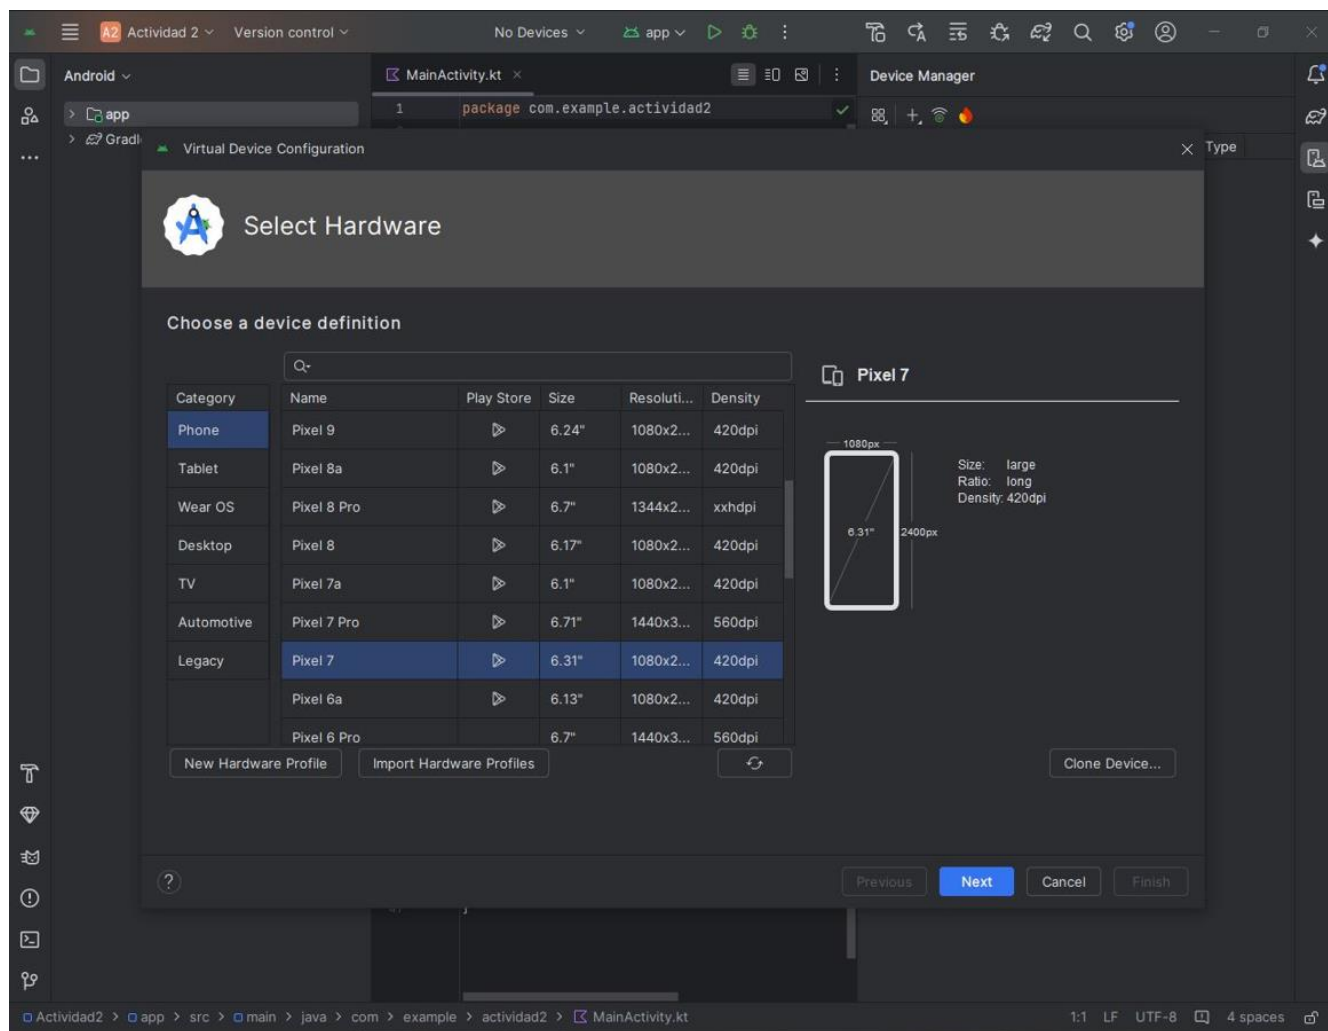 A2 Actividad 2 Version control No Devices app
Android MainActivity.kt Device Manager
1 package com.example.actividad2
app
Gradl
Type
Virtual Device Configuration
Select Hardware
Choose a device definition
Pixel 7
Category Name Play Store Size Resoluti... Density
Phone Pixel 9 6.24" 1080x2... 420dpi
Tablet Pixel 8a 6.1" 1080x2... 420dpi
Wear OS Pixel 8 Pro 6.7" 1344x2... xxhdpi
Desktop Pixel 8 6.17" 1080x2... 420dpi
TV Pixel 7a 6.1" 1080x2... 420dpi
Automotive Pixel 7 Pro 6.71" 1440x3... 560dpi
Legacy Pixel 7 6.31" 1080x2... 420dpi
Pixel 6a 6.13" 1080x2... 420dpi
Pixel 6 Pro 6.7" 1440x3... 560dpi
1080px
Size: large
Ratio: long
Density: 420dpi
6.31" 2400px
New Hardware Profile Import Hardware Profiles Clone Device...
? Previous Next Cancel Finish
}
Actividad2 > app > src > main > java > com > example > actividad2 > MainActivity.kt 1:1 LF UTF-8 4 spaces